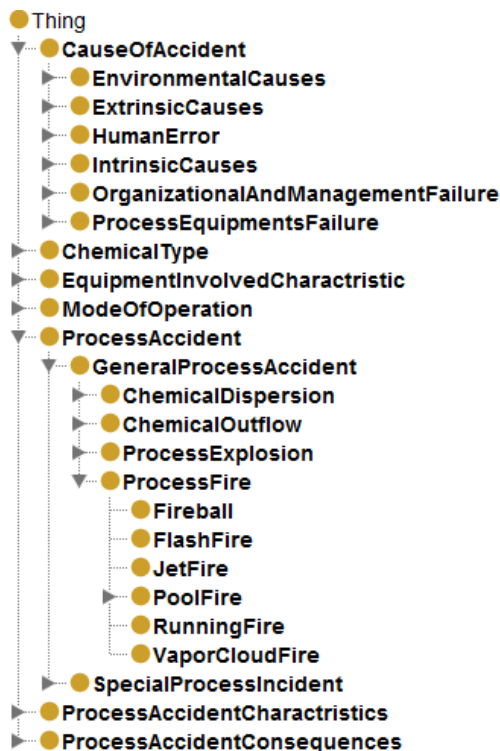 Thing
CauseOfAccident
EnvironmentalCauses
ExtrinsicCauses
HumanError
IntrinsicCauses
OrganizationalAndManagementFailure
ProcessEquipmentsFailure
ChemicalType
EquipmentInvolvedCharactristic
ModeOfOperation
ProcessAccident
GeneralProcessAccident
ChemicalDispersion
ChemicalOutflow
ProcessExplosion
ProcessFire
Fireball
FlashFire
JetFire
PoolFire
RunningFire
VaporCloudFire
SpecialProcessIncident
ProcessAccidentCharactristics
ProcessAccidentConsequences